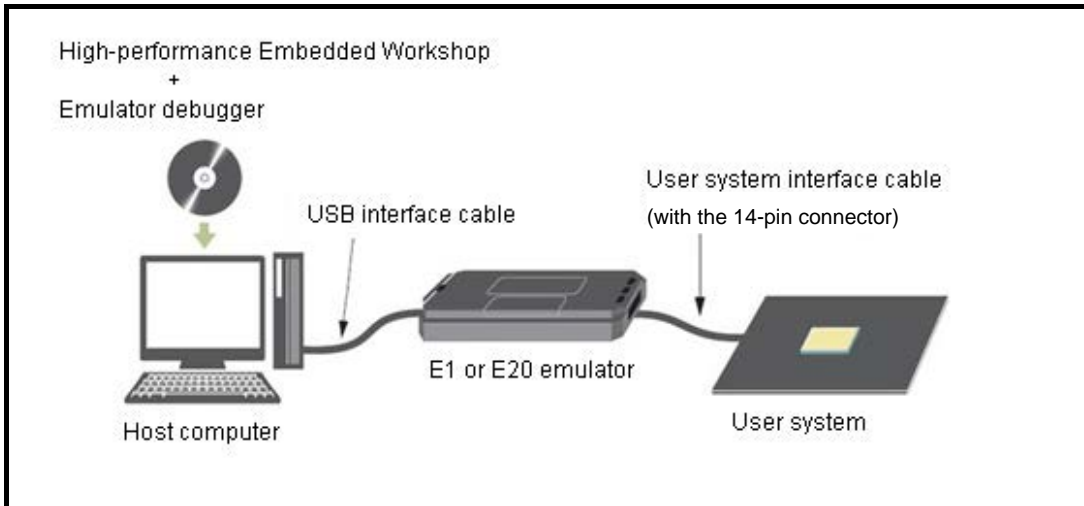 High-performance Embedded Workshop
+
Emulator debugger
USB interface cable
User system interface cable
(with the 14-pin connector)
E1 or E20 emulator
Host computer
User system